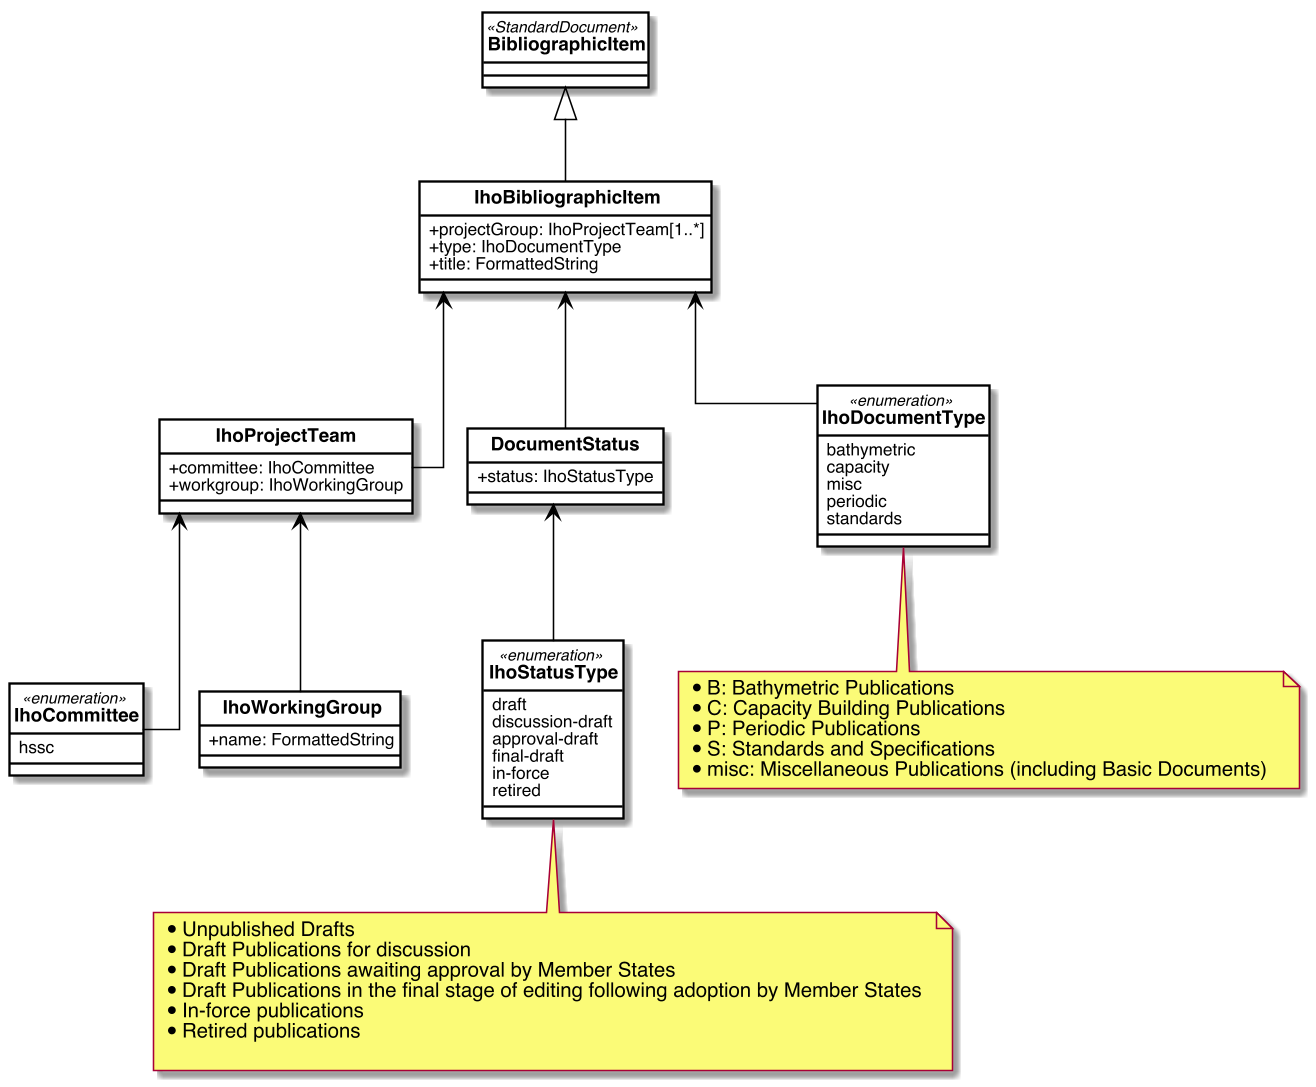 «StandardDocument»
BibliographicItem
IhoBibliographicItem
+projectGroup: IhoProjectTeam[1..*]
+type: IhoDocumentType
+title: FormattedString
IhoProjectTeam
+committee: IhoCommittee
+workgroup: IhoWorkingGroup
DocumentStatus
+status: IhoStatusType
«enumeration»
IhoDocumentType
bathymetric
capacity
misc
periodic
standards
«enumeration»
IhoCommittee
hssc
IhoWorkingGroup
+name: FormattedString
«enumeration»
IhoStatusType
draft
discussion-draft
approval-draft
final-draft
in-force
retired
• B: Bathymetric Publications
• C: Capacity Building Publications
• P: Periodic Publications
• S: Standards and Specifications
• misc: Miscellaneous Publications (including Basic Documents)
• Unpublished Drafts
• Draft Publications for discussion
• Draft Publications awaiting approval by Member States
• Draft Publications in the final stage of editing following adoption by Member States
• In-force publications
• Retired publications